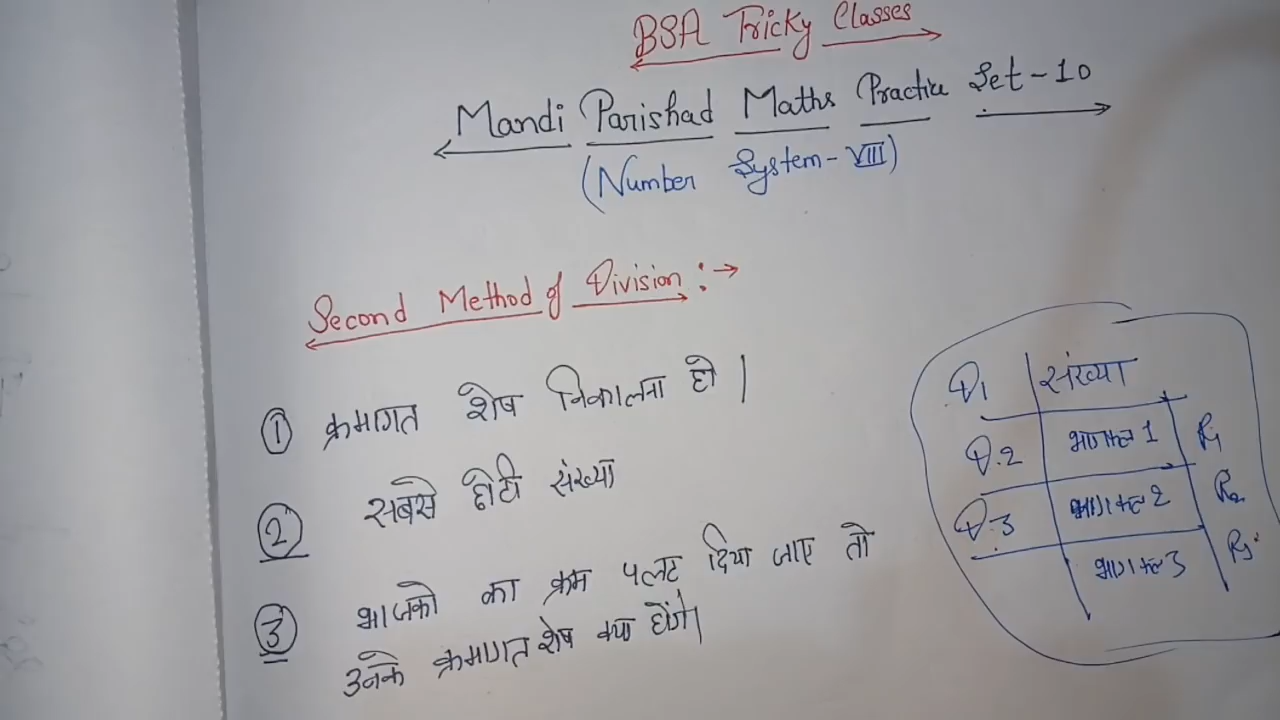 BSA Tricky Classes
Mandi Parishad Maths Practice Set-10
(Number System-VIII)
Second Method of Division :→
① क्रमागत शेष निकालना हो |
② सबसे छोटी संख्या
③ भाजको का क्रम पलट दिया जाए तो
उनके क्रमागत शेष क्या होंगे|
D1 संख्या
D.2 भागफल 1 R1
D.3 भागफल 2 R2
भागफल 3 R3